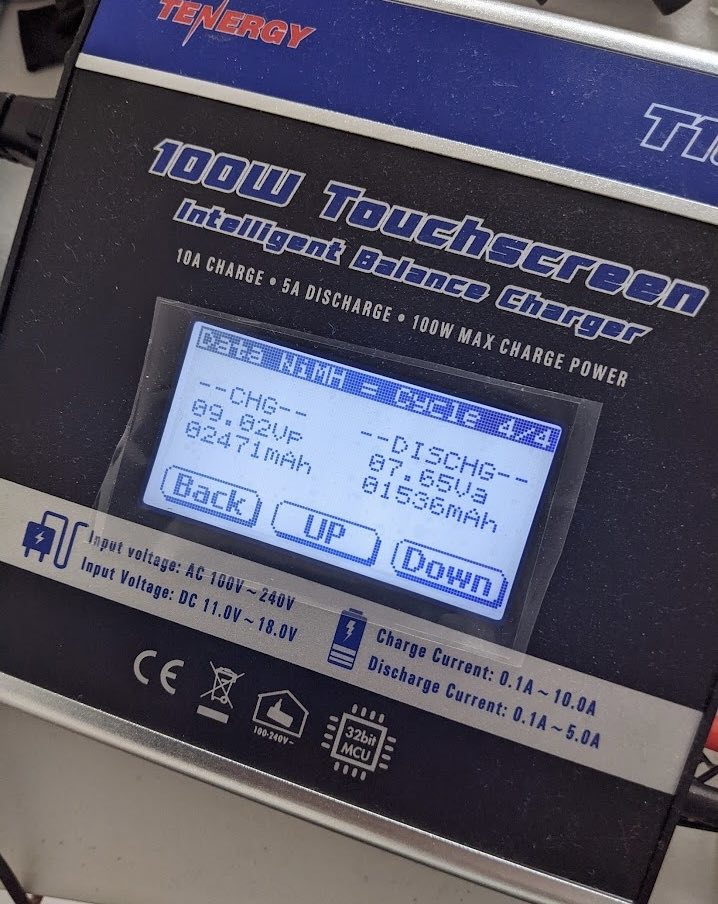 TENERGY
100W Touchscreen
Intelligent Balance Charger
10A CHARGE • 5A DISCHARGE • 100W MAX CHARGE POWER
Data NiMH = Cycle 4/4
--CHG--
09.02Vp
02471mAh
--DISCHG--
07.65Va
01536mAh
Back
UP
Down
Input voltage: AC 100V~240V
Input Voltage: DC 11.0V~18.0V
Charge Current: 0.1A~10.0A
Discharge Current: 0.1A~5.0A
CE
100-240V~
32bit
MCU